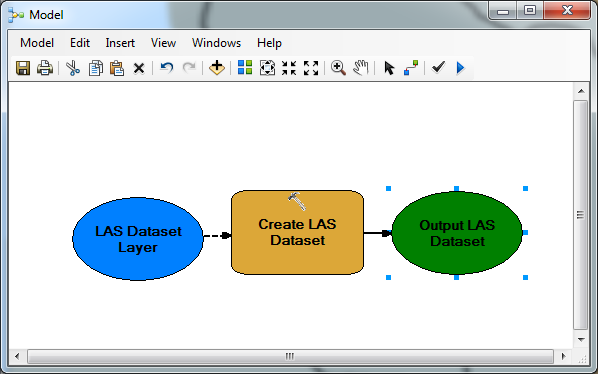 Model
Model Edit Insert View Windows Help
LAS Dataset
Layer
Create LAS
Dataset
Output LAS
Dataset